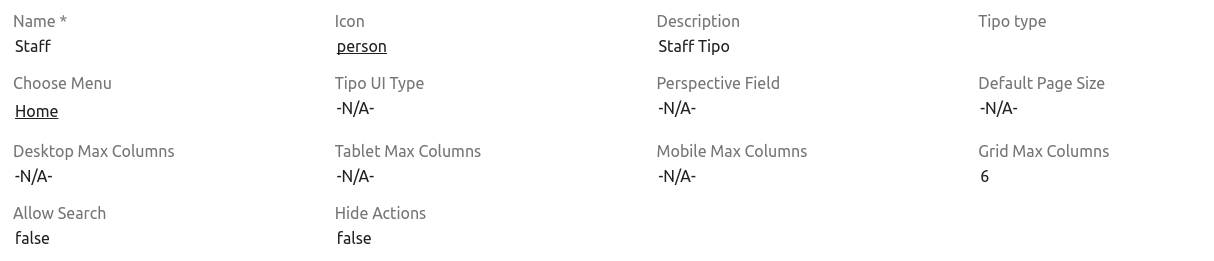 Name * Icon Description Tipo type
Staff person Staff Tipo
Choose Menu Tipo UI Type Perspective Field Default Page Size
Home -N/A- -N/A- -N/A-
Desktop Max Columns Tablet Max Columns Mobile Max Columns Grid Max Columns
-N/A- -N/A- -N/A- 6
Allow Search Hide Actions
false false